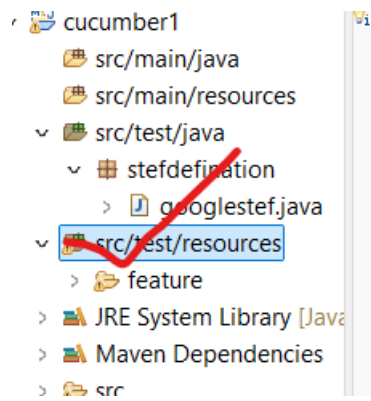 cucumber1
src/main/java
src/main/resources
src/test/java
stefdefination
googlestef.java
src/test/resources
feature
JRE System Library [Java
Maven Dependencies
src